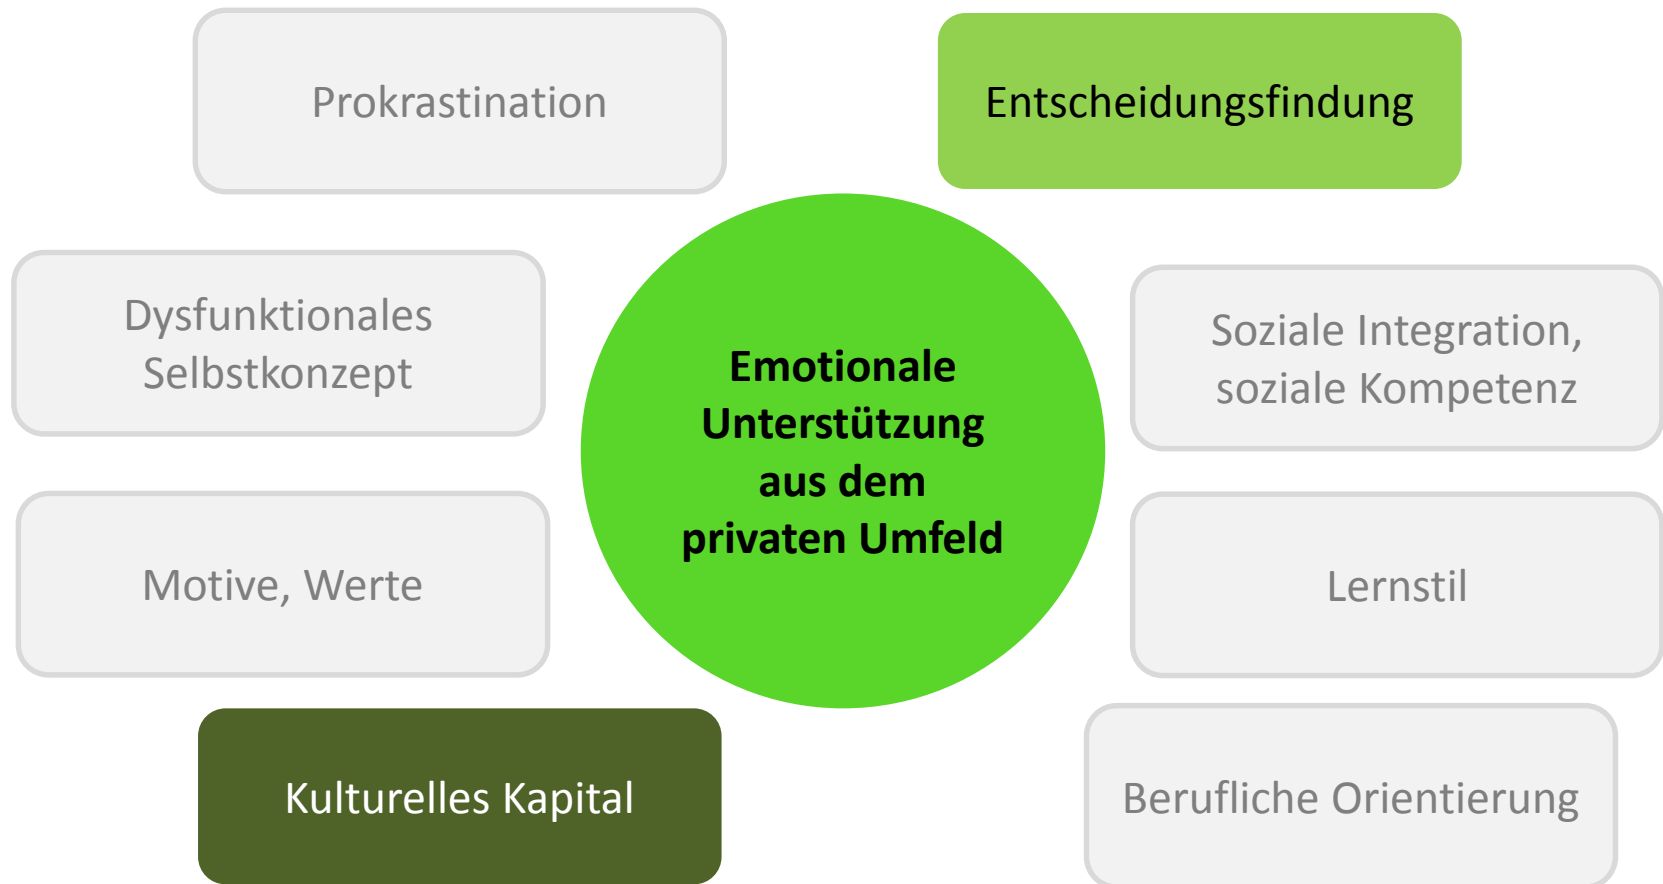 Prokrastination
Entscheidungsfindung
Dysfunktionales
Selbstkonzept
Emotionale
Unterstützung
aus dem
privaten Umfeld
Soziale Integration,
soziale Kompetenz
Motive, Werte
Lernstil
Kulturelles Kapital
Berufliche Orientierung